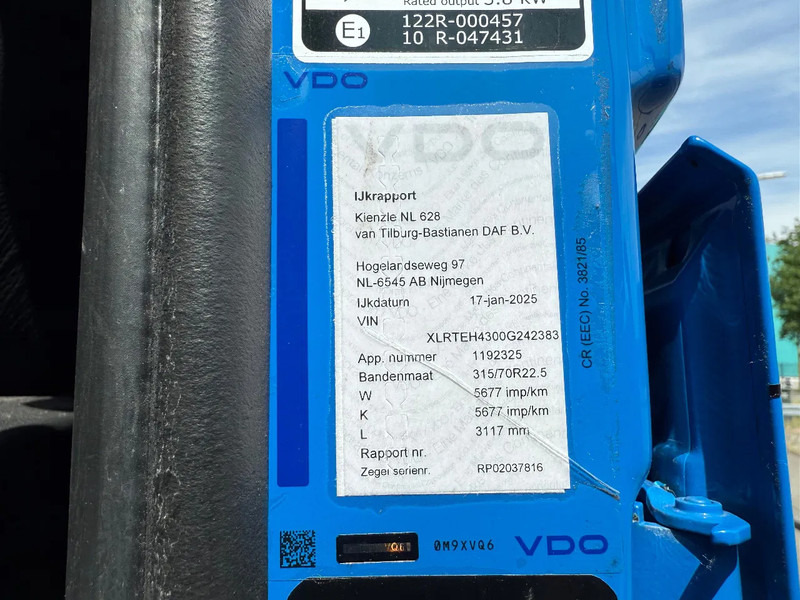 Rated output 5.8 kW
E1
122R-000457
10 R-047431
VDO
VDO
IJkrapport
Kienzle NL 628
van Tilburg-Bastianen DAF B.V.
Hogelandseweg 97
NL-6545 AB Nijmegen
IJkdatum 17-jan-2025
VIN
XLRTEH4300G242383
App. nummer 1192325
Bandenmaat 315/70R22.5
W 5677 imp/km
K 5677 imp/km
L 3117 mm
Rapport nr.
Zegel serienr. RP02037816
CR (EEC) No. 3821/85
VQ6
0M9XVQ6
VDO